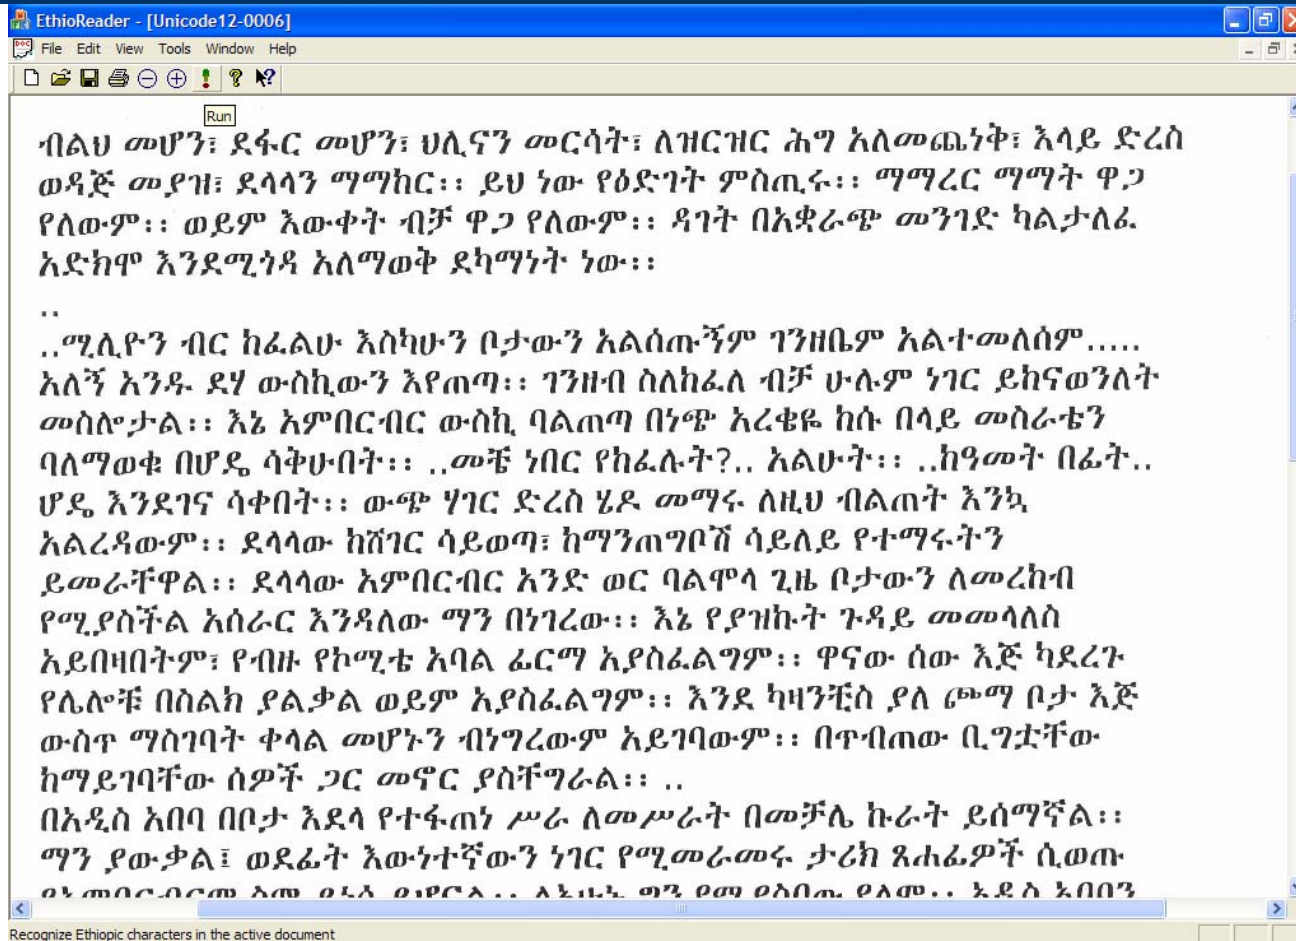 EthioReader - [Unicode12-0006]
File Edit View Tools Window Help
Run
ብልህ መሆን፣ ደፋር መሆን፣ ህሊናን መርሳት፣ ለዝርዝር ሕግ አለመጨነቅ፣ እላይ ድረስ
ወዳጅ መያዝ፣ ደላላን ማማከር፡፡ ይህ ነው የዕድገት ምስጢሩ፡፡ ማማረር ማማት ዋጋ
የለውም፡፡ ወይም እውቀት ብቻ ዋጋ የለውም፡፡ ዳገት በአቋራጭ መንገድ ካልታለፈ
አድክሞ እንደሚጎዳ አለማወቅ ደካማነት ነው፡፡
..
..ሚሊዮን ብር ከፈልሁ እስካሁን ቦታውን አልሰጡኝም ገንዘቤም አልተመለሰም.....
አለኝ አንዱ ደሃ ውስኪውን እየጠጣ፡፡ ገንዘብ ስለከፈለ ብቻ ሁሉም ነገር ይከናወንለት
መስሎታል፡፡ እኔ አምበርብር ውስኪ ባልጠጣ በነጭ አረቄዬ ከሱ በላይ መስራቴን
ባለማወቁ በሆዴ ሳቅሁበት፡፡ ..መቼ ነበር የከፈሉት?.. አልሁት፡፡ ..ከዓመት በፊት..
ሆዴ እንደገና ሳቀበት፡፡ ውጭ ሃገር ድረስ ሄዶ መማሩ ለዚህ ብልጠት እንኳ
አልረዳውም፡፡ ደላላው ከሸገር ሳይወጣ፣ ከማንጠግቦሽ ሳይለይ የተማሩትን
ይመራቸዋል፡፡ ደላላው አምበርብር አንድ ወር ባልሞላ ጊዜ ቦታውን ለመረከብ
የሚያስችል አሰራር እንዳለው ማን በነገረው፡፡ እኔ የያዝኩት ጉዳይ መመላለስ
አይበዛበትም፣ የብዙ የኮሚቴ አባል ፊርማ አያስፈልግም፡፡ ዋናው ሰው እጅ ካደረጉ
የሌሎቹ በስልክ ያልቃል ወይም አያስፈልግም፡፡ እንደ ካዛንቺስ ያለ ጮማ ቦታ እጅ
ውስጥ ማስገባት ቀላል መሆኑን ብነግረውም አይገባውም፡፡ በጥብጠው ቢግቷቸው
ከማይገባቸው ሰዎች ጋር መኖር ያስቸግራል፡፡ ..
በአዲስ አበባ በቦታ እደላ የተፋጠነ ሥራ ለመሥራት በመቻሌ ኩራት ይሰማኛል፡፡
ማን ያውቃል፤ ወደፊት እውነተኛውን ነገር የሚመራመሩ ታሪክ ጸሐፊዎች ሲወጡ
Recognize Ethiopic characters in the active document